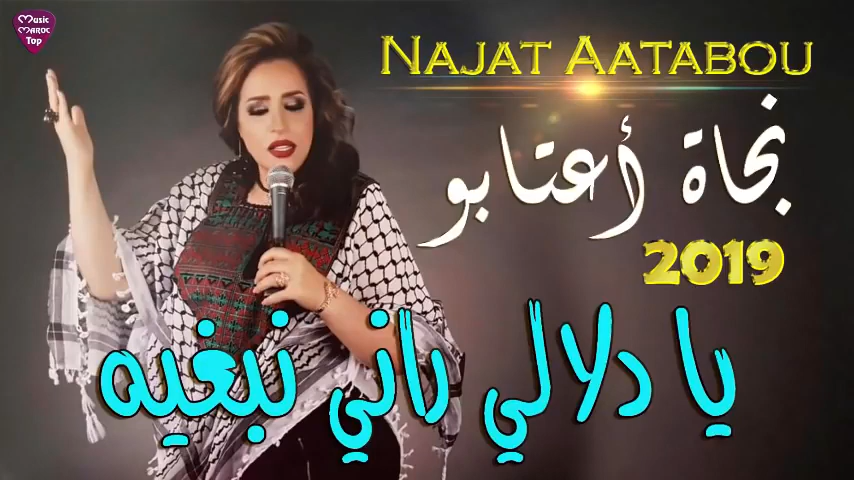 Music
Maroc
Top
NAJAT AATABOU
نجاة أعتابو
2019
يا دلالي راني نبغيه